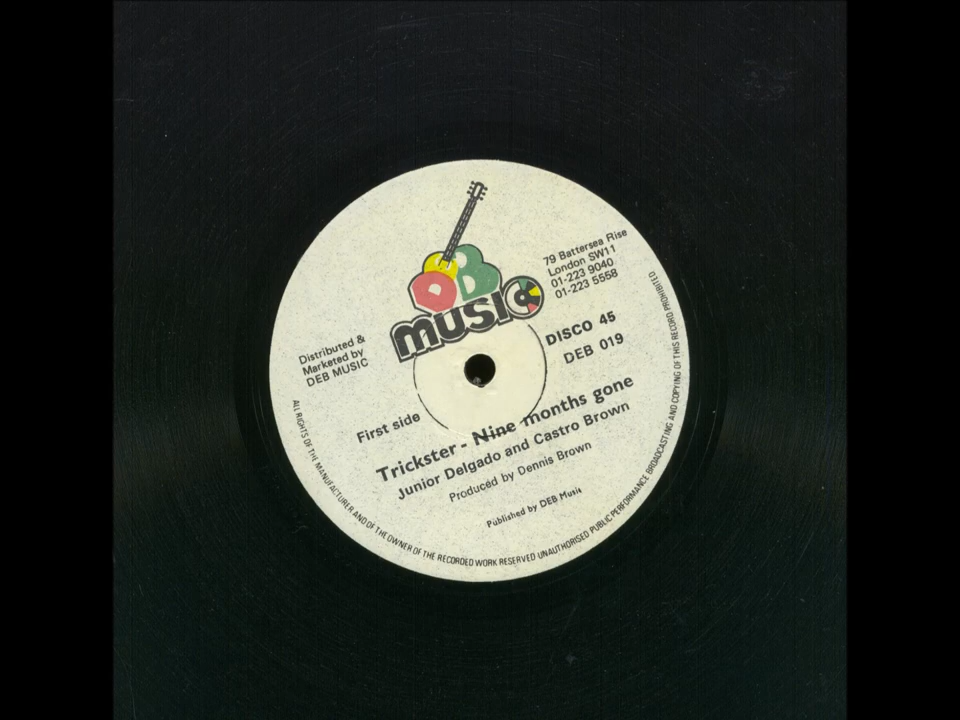 DEB
MUSIC
79 Battersea Rise
London SW11
01-223 9040
01-223 5558
Distributed &
Marketed by
DEB MUSIC
DISCO 45
DEB 019
First side
Trickster - Nine months gone
Junior Delgado and Castro Brown
Produced by Dennis Brown
Published by DEB Music
ALL RIGHTS OF THE MANUFACTURER AND OF THE OWNER OF THE RECORDED WORK RESERVED UNAUTHORISED PUBLIC PERFORMANCE BROADCASTING AND COPYING OF THIS RECORD PROHIBITED